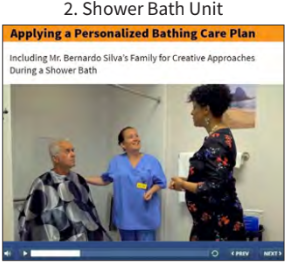 2. Shower Bath Unit
Applying a Personalized Bathing Care Plan
Including Mr. Bernardo Silva's Family for Creative Approaches
During a Shower Bath
< PREV
NEXT >